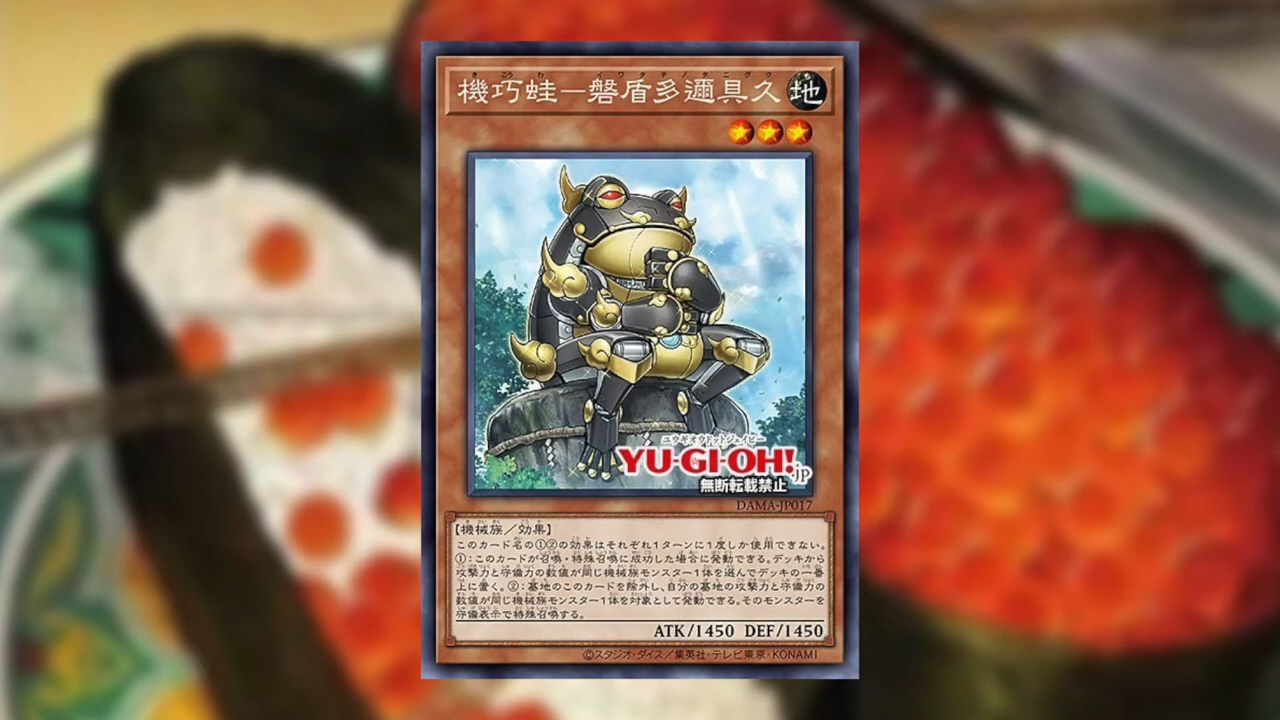 機巧蛙－磐盾多邇具久
地
ユウギオウドットジェイピー
YU-GI-OH!.jp
無断転載禁止
DAMA-JP017
【機械族／効果】
このカード名の①②の効果はそれぞれ１ターンに１度しか使用できない。
①：このカードが召喚・特殊召喚に成功した場合に発動できる。デッキから
攻撃力と守備力の数値が同じ機械族モンスター１体を選んでデッキの一番
上に置く。②：墓地のこのカードを除外し、自分の墓地の攻撃力と守備力の
数値が同じ機械族モンスター１体を対象として発動できる。そのモンスターを
守備表示で特殊召喚する。
ATK/1450 DEF/1450
©スタジオ・ダイス／集英社・テレビ東京・KONAMI